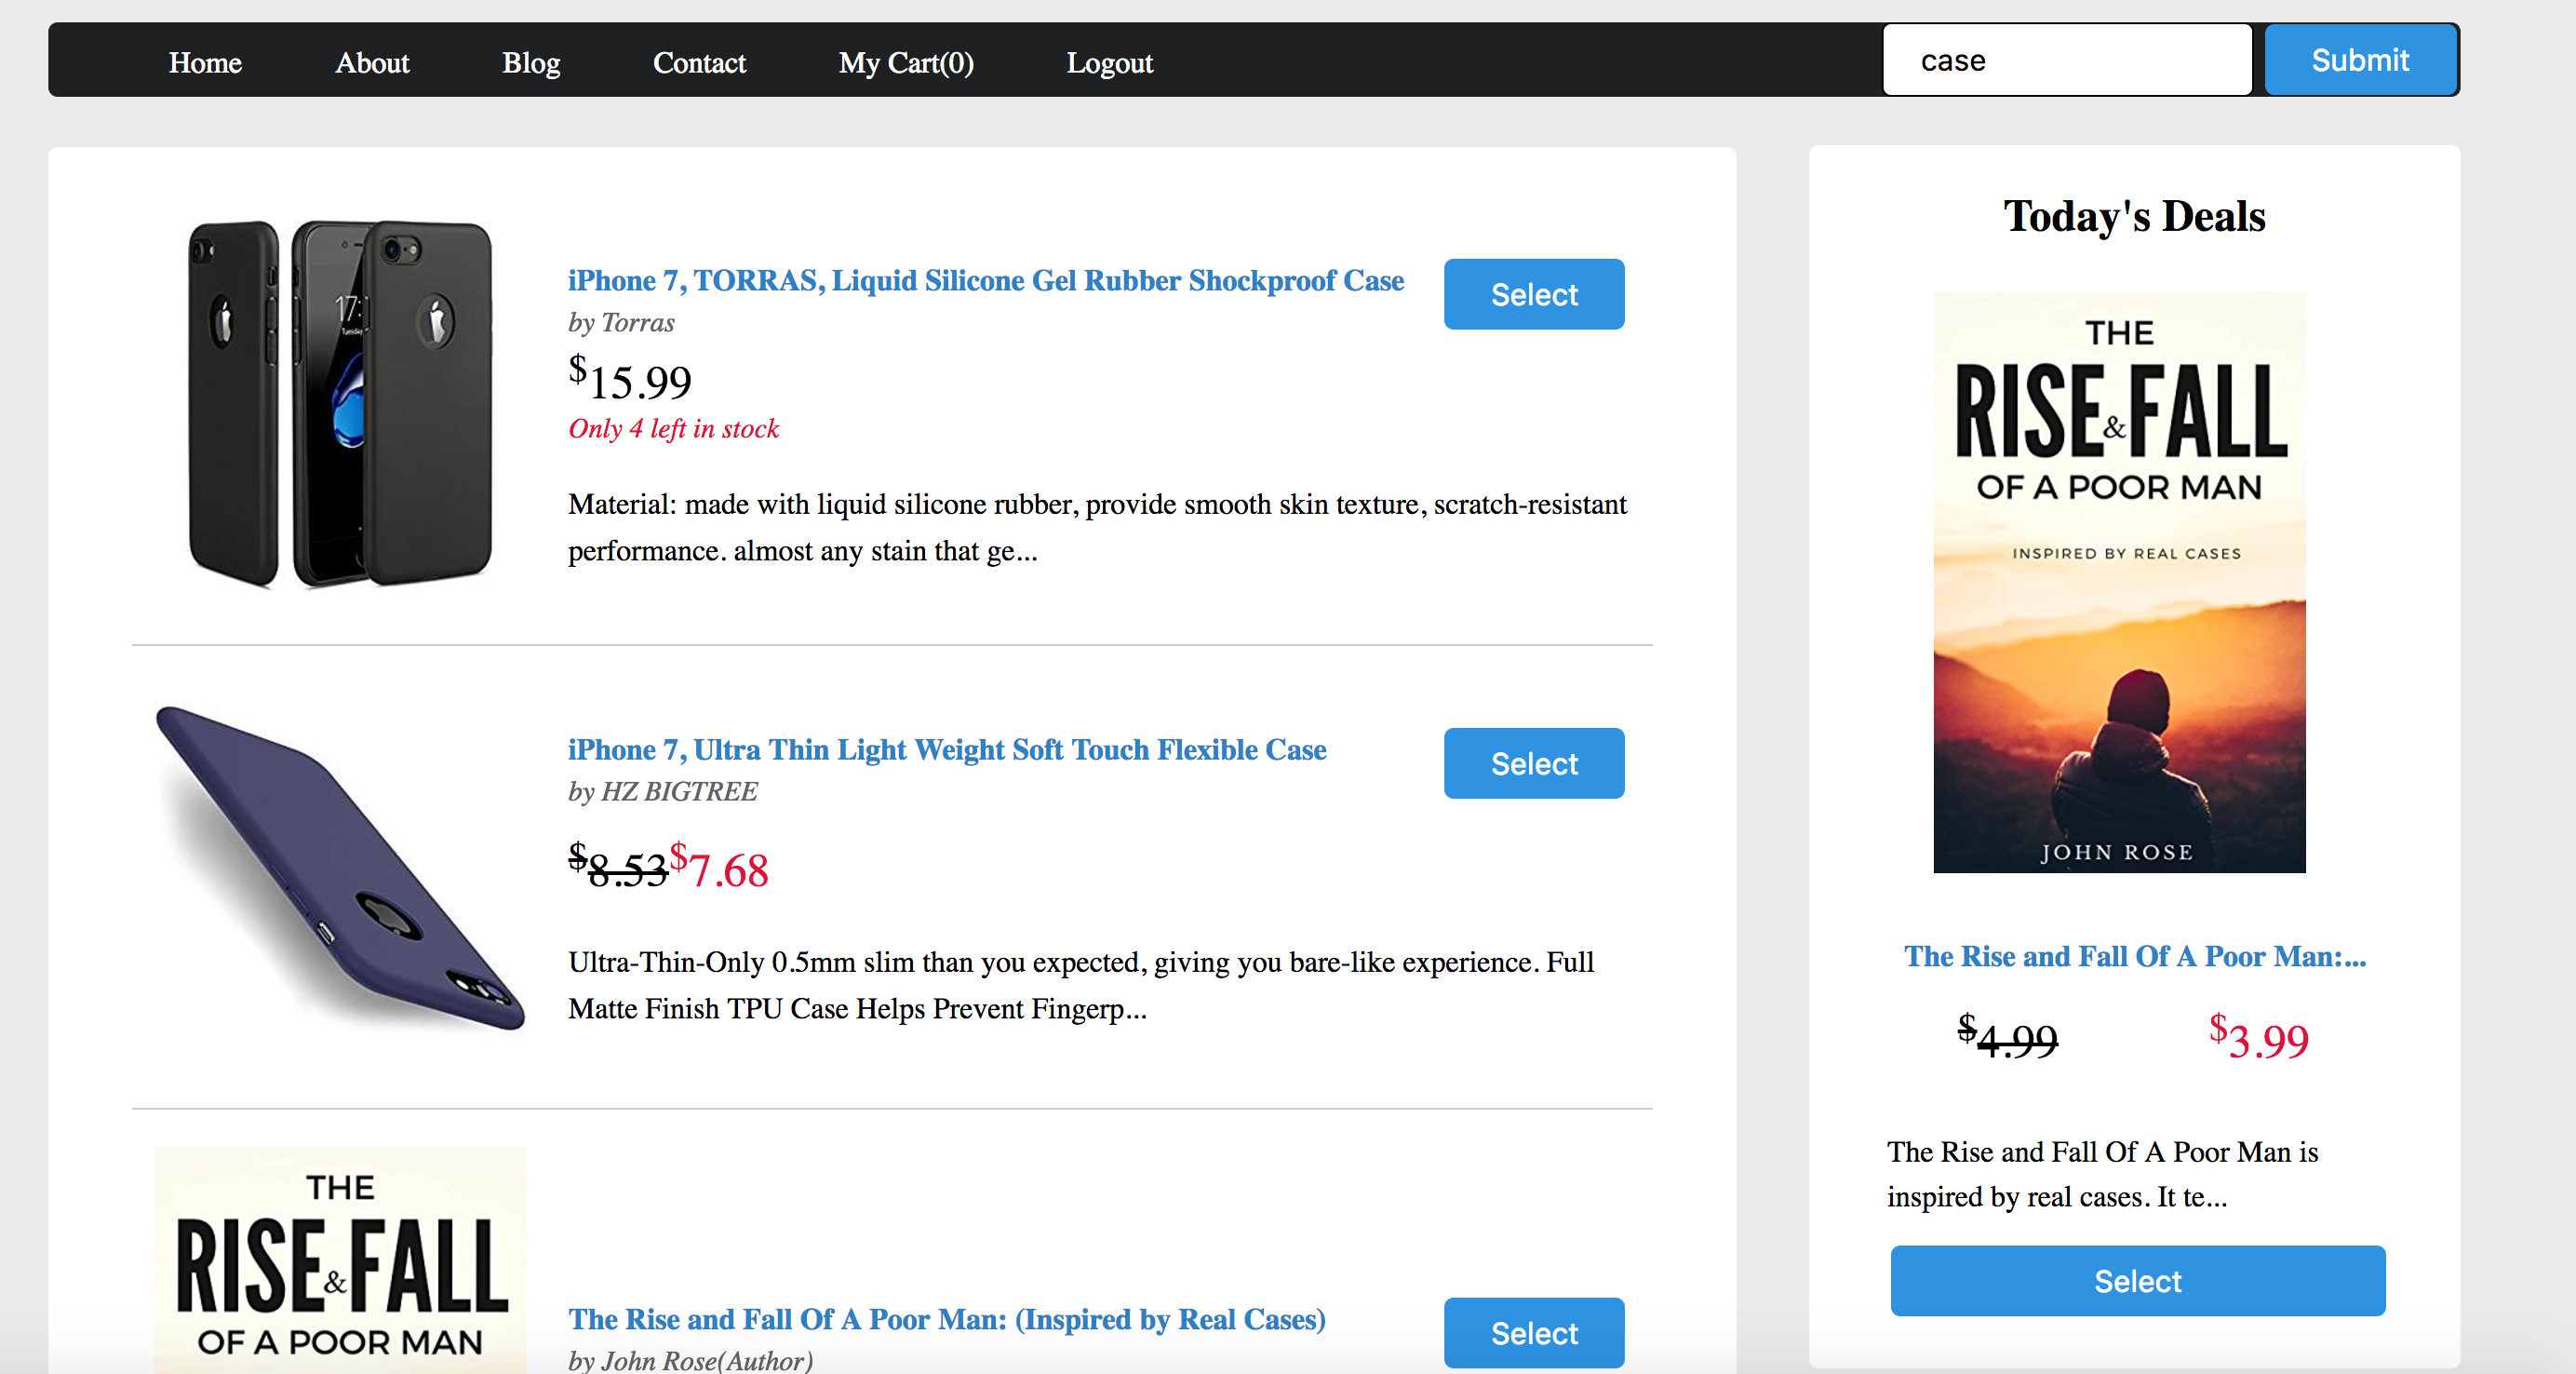 Home About Blog Contact My Cart(0) Logout case Submit
iPhone 7, TORRAS, Liquid Silicone Gel Rubber Shockproof Case
Select
by Torras
$15.99
Only 4 left in stock
Material: made with liquid silicone rubber, provide smooth skin texture, scratch-resistant
performance. almost any stain that ge...
17:
Tuesday
iPhone 7, Ultra Thin Light Weight Soft Touch Flexible Case
Select
by HZ BIGTREE
$8.53$7.68
Ultra-Thin-Only 0.5mm slim than you expected, giving you bare-like experience. Full
Matte Finish TPU Case Helps Prevent Fingerp...
THE
RISE & FALL
OF A POOR MAN
The Rise and Fall Of A Poor Man: (Inspired by Real Cases)
Select
by John Rose(Author)
Today's Deals
THE
RISE & FALL
OF A POOR MAN
INSPIRED BY REAL CASES
JOHN ROSE
The Rise and Fall Of A Poor Man:...
$4.99 $3.99
The Rise and Fall Of A Poor Man is
inspired by real cases. It te...
Select